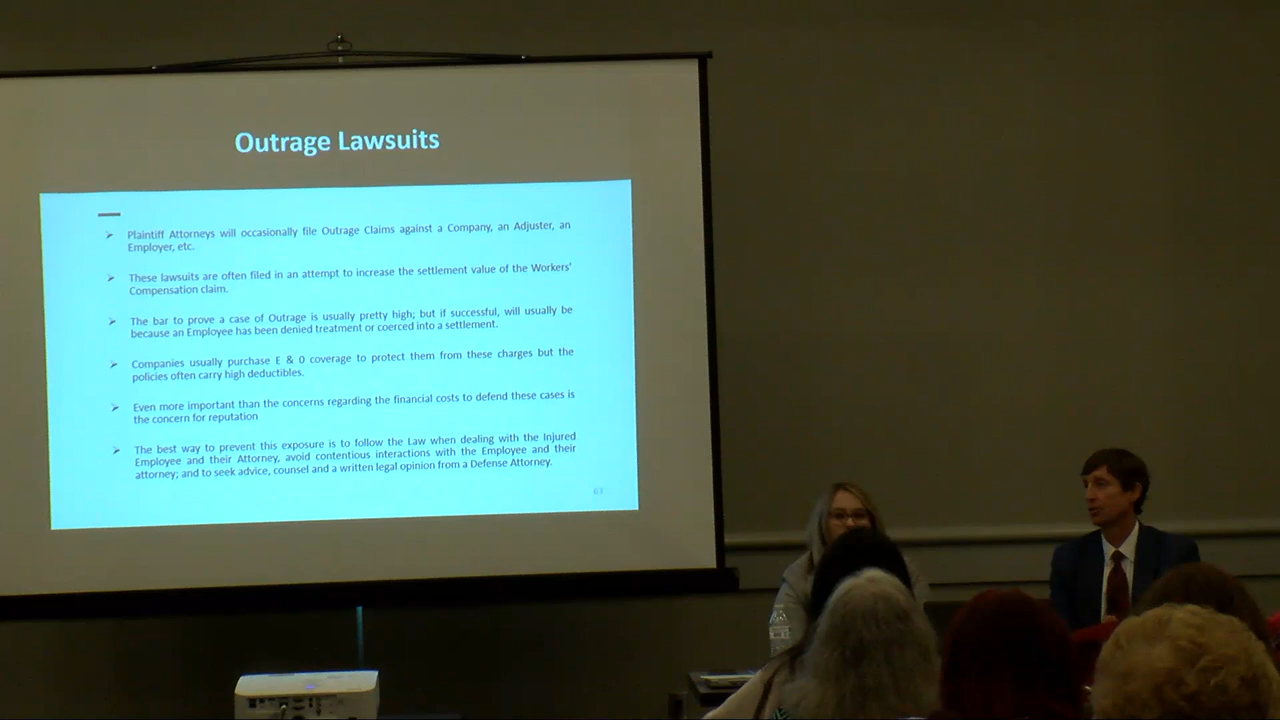 Outrage Lawsuits
Plaintiff Attorneys will occasionally file Outrage Claims against a Company, an Adjuster, an
Employer, etc.
These lawsuits are often filed in an attempt to increase the settlement value of the Workers'
Compensation claim.
The bar to prove a case of Outrage is usually pretty high; but if successful, will usually be
because an Employee has been denied treatment or coerced into a settlement.
Companies usually purchase E & 0 coverage to protect them from these charges but the
policies often carry high deductibles.
Even more important than the concerns regarding the financial costs to defend these cases is
the concern for reputation
The best way to prevent this exposure is to follow the Law when dealing with the Injured
Employee and their Attorney, avoid contentious interactions with the Employee and their
attorney; and to seek advice, counsel and a written legal opinion from a Defense Attorney.
63